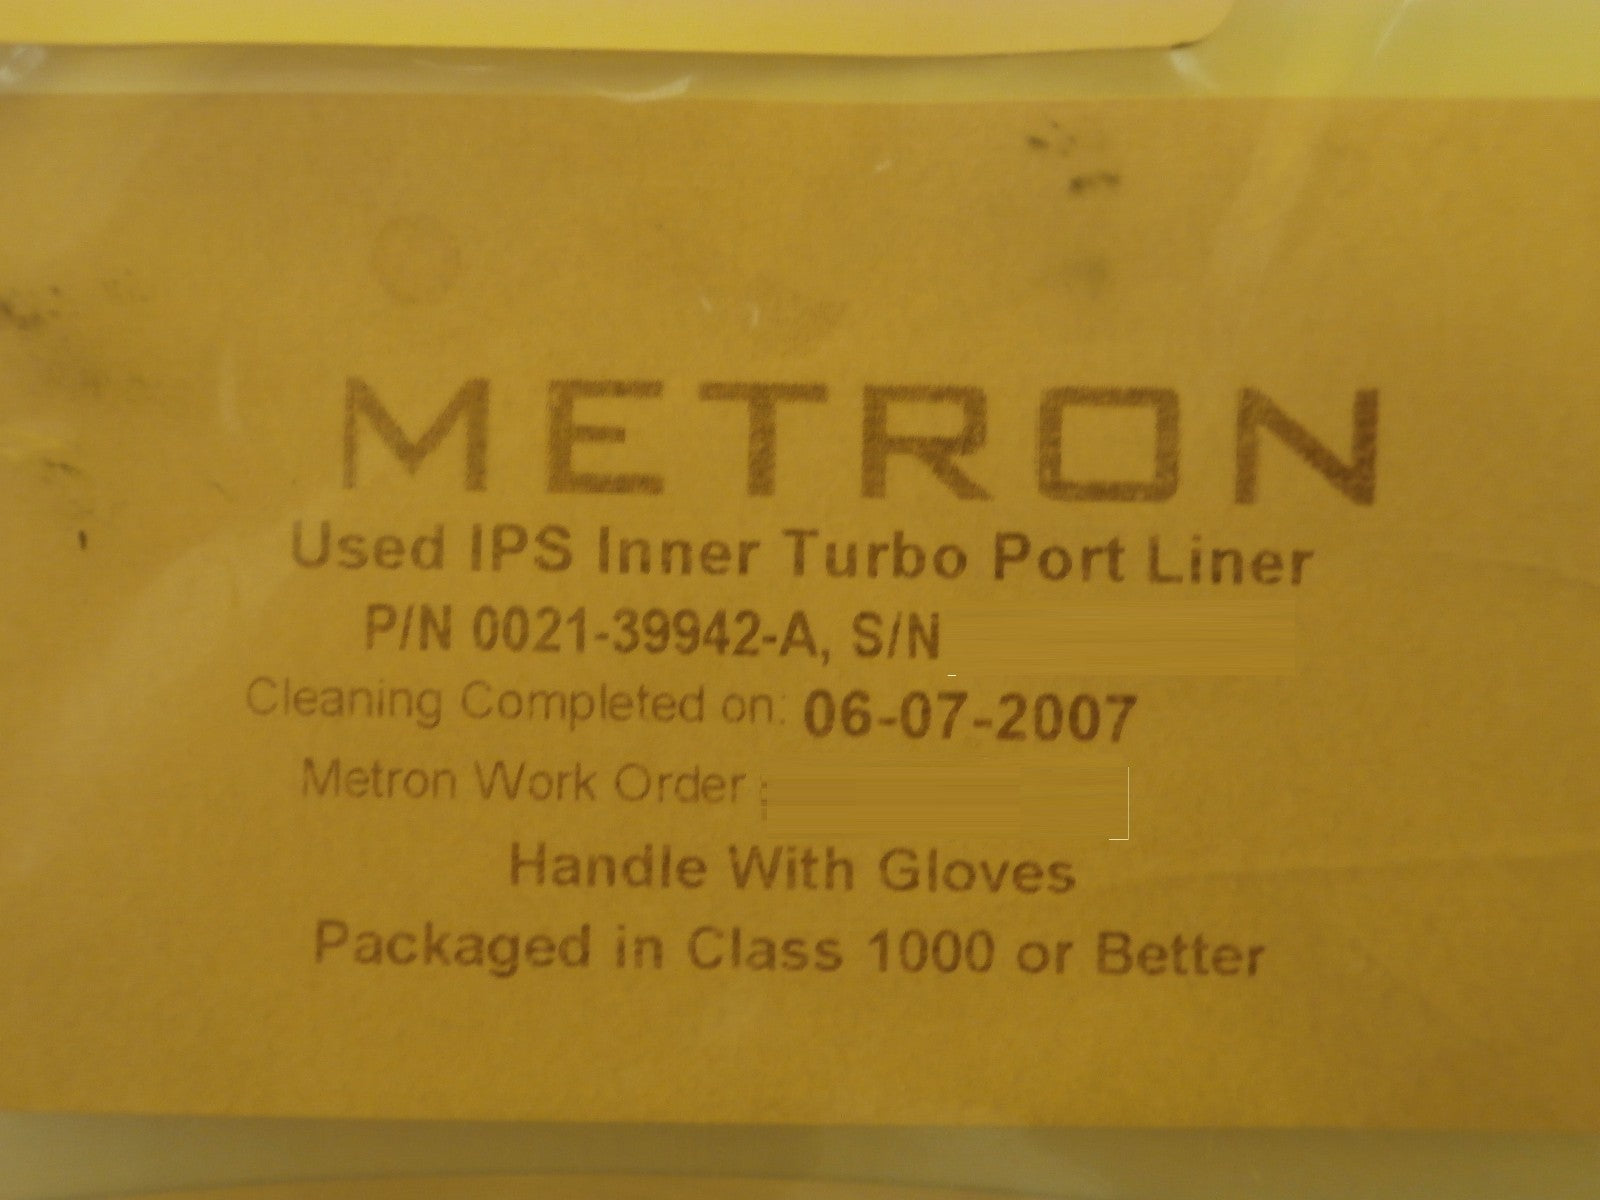 METRON
Used IPS Inner Turbo Port Liner
P/N 0021-39942-A, S/N
Cleaning Completed on: 06-07-2007
Metron Work Order :
Handle With Gloves
Packaged in Class 1000 or Better